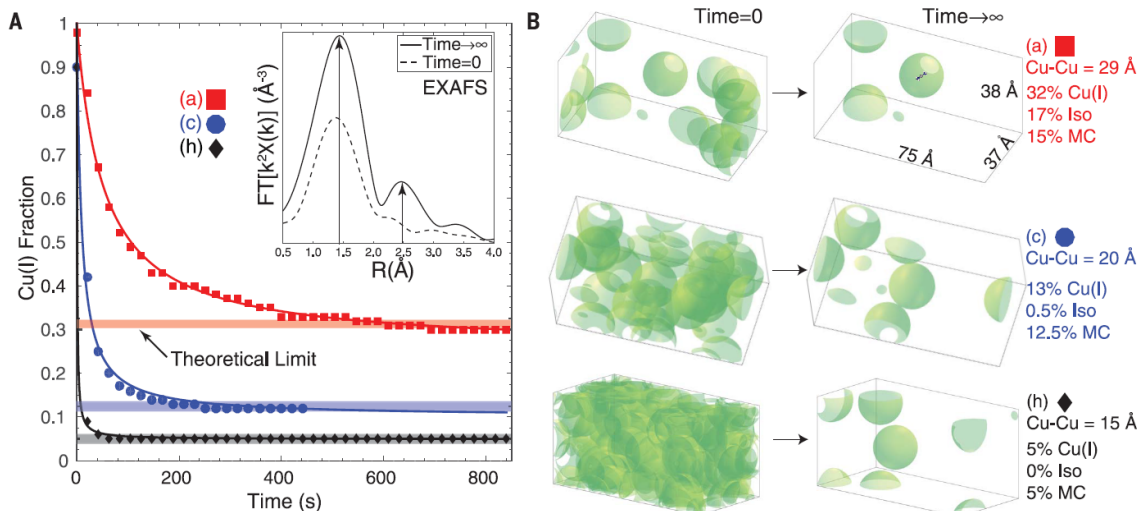 A
1
0.9
0.8
0.7
0.6
0.5
0.4
0.3
0.2
0.1
0
Cu(I) Fraction
0
200
400
600
800
Time (s)
(a)
(c)
(h)
Theoretical Limit
Time→∞
Time=0
EXAFS
FT[k²X(k)] (Å⁻³)
0.5
1.0
1.5
2.0
2.5
3.0
3.5
4.0
R(Å)
B
Time=0
Time→∞
38 Å
75 Å
37 Å
(a)
Cu-Cu = 29 Å
32% Cu(I)
17% Iso
15% MC
(c)
Cu-Cu = 20 Å
13% Cu(I)
0.5% Iso
12.5% MC
(h)
Cu-Cu = 15 Å
5% Cu(I)
0% Iso
5% MC